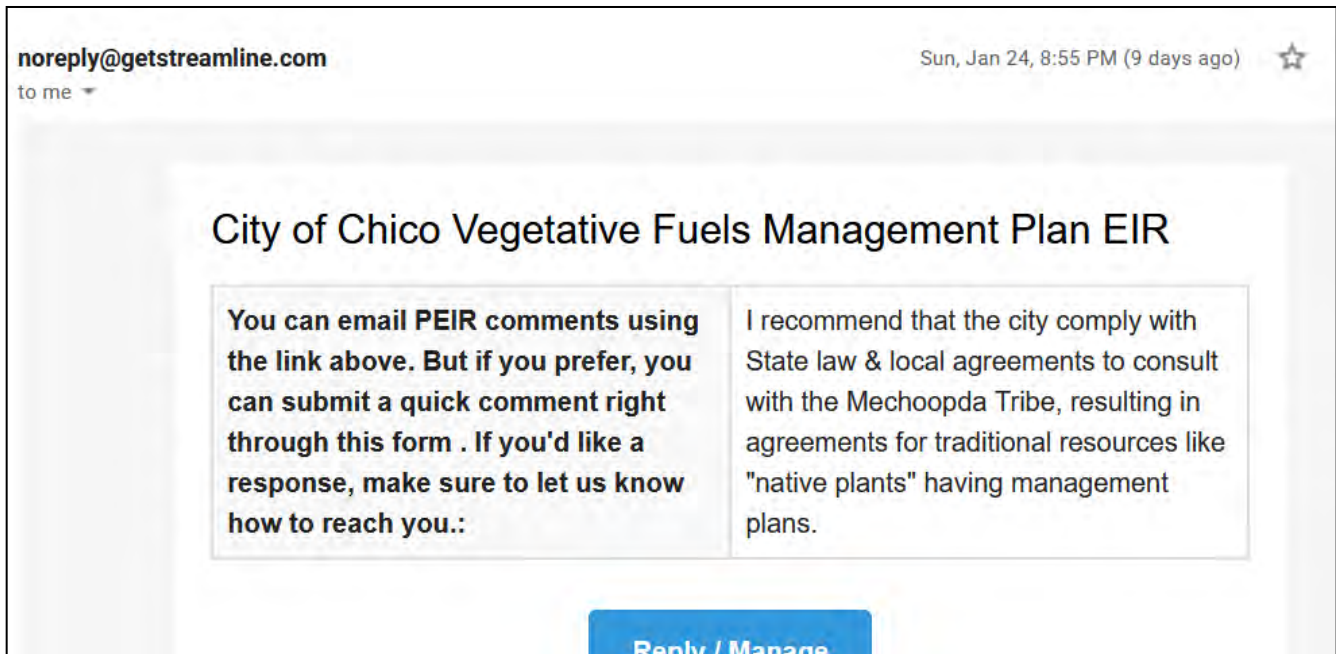 noreply@getstreamline.com
Sun, Jan 24, 8:55 PM (9 days ago)
to me
City of Chico Vegetative Fuels Management Plan EIR
You can email PEIR comments using
the link above. But if you prefer, you
can submit a quick comment right
through this form . If you'd like a
response, make sure to let us know
how to reach you.:
I recommend that the city comply with
State law & local agreements to consult
with the Mechoopda Tribe, resulting in
agreements for traditional resources like
"native plants" having management
plans.
Reply / Manage